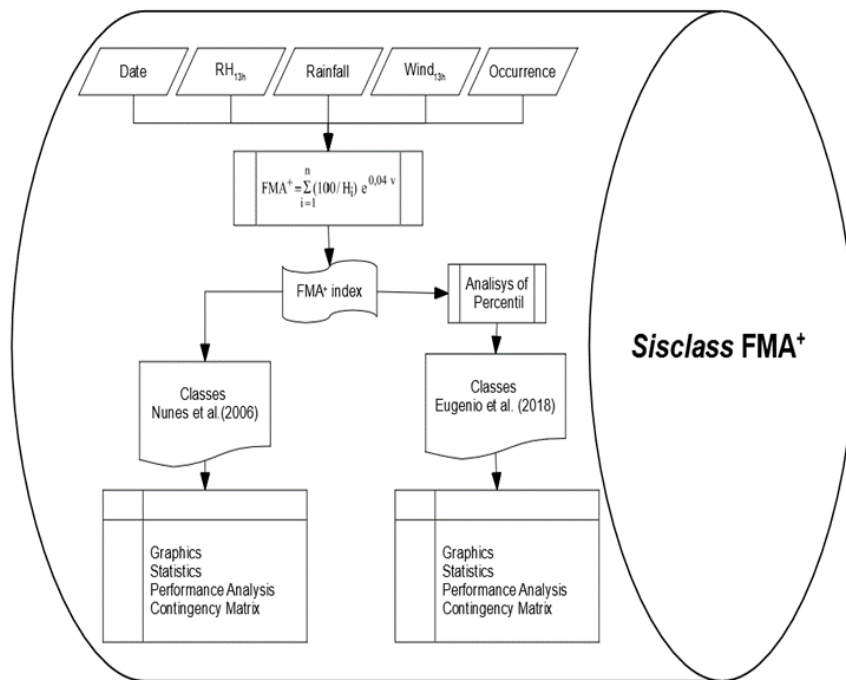 Date
RH13h
Rainfall
Wind13h
Occurrence
FMA+ = n Σ i=1 (100/Hi) e 0,04 v
FMA+ index
Analisys of
Percentil
Classes
Nunes et al.(2006)
Classes
Eugenio et al. (2018)
Sisclass FMA+
Graphics
Statistics
Performance Analysis
Contingency Matrix
Graphics
Statistics
Performance Analysis
Contingency Matrix